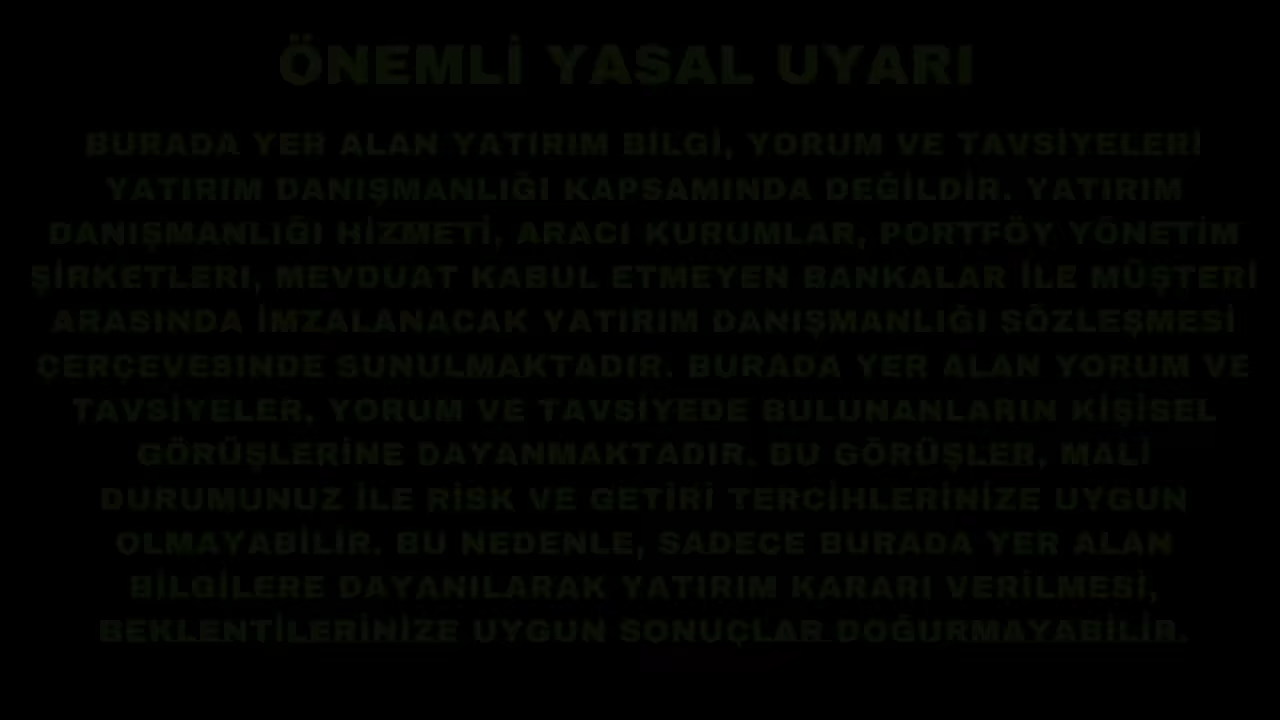 ÖNEMLİ YASAL UYARI
BURADA YER ALAN YATIRIM BİLGİ, YORUM VE TAVSİYELERİ
YATIRIM DANIŞMANLIĞI KAPSAMINDA DEĞİLDİR. YATIRIM
DANIŞMANLIĞI HİZMETİ, ARACI KURUMLAR, PORTFÖY YÖNETİM
ŞİRKETLERI, MEVDUAT KABUL ETMEYEN BANKALAR İLE MÜŞTERİ
ARASINDA İMZALANACAK YATIRIM DANIŞMANLIĞI SÖZLEŞMESİ
ÇERÇEVESINDE SUNULMAKTADIR. BURADA YER ALAN YORUM VE
TAVSİYELER, YORUM VE TAVSİYEDE BULUNANLARIN KİŞİSEL
GÖRÜŞLERİNE DAYANMAKTADIR. BU GÖRÜŞLER, MALİ
DURUMUNUZ İLE RİSK VE GETİRİ TERCİHLERİNİZE UYGUN
OLMAYABİLİR. BU NEDENLE, SADECE BURADA YER ALAN
BİLGİLERE DAYANILARAK YATIRIM KARARI VERİLMESİ,
BEKLENTİLERİNİZE UYGUN SONUÇLAR DOĞURMAYABİLİR.